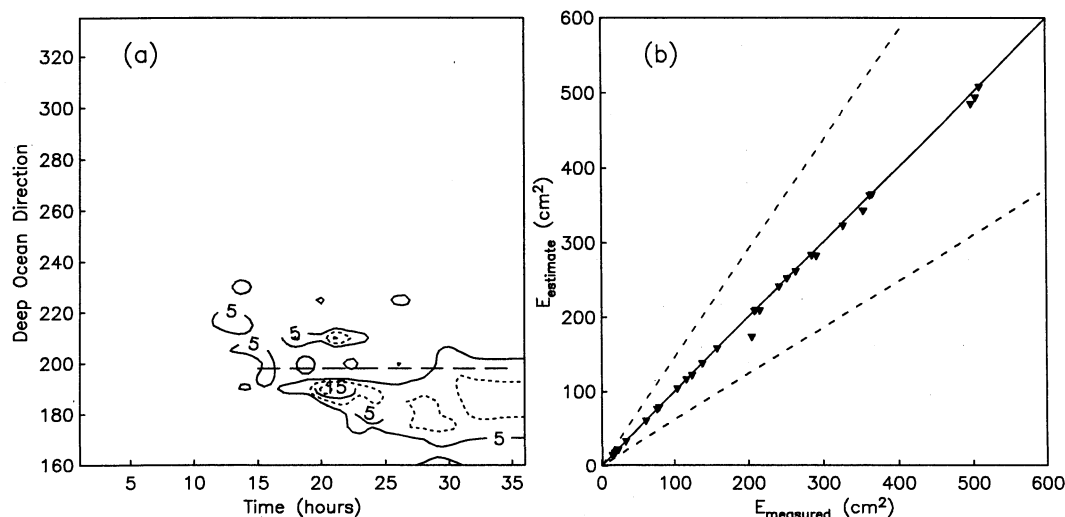 (a)
320
300
280
260
240
220
200
180
160
Deep Ocean Direction
5
5
5
15
5
5
5 10 15 20 25 30 35
Time (hours)
(b)
600
500
400
300
200
100
0
E_estimate (cm²)
0 100 200 300 400 500 600
E_measured (cm²)